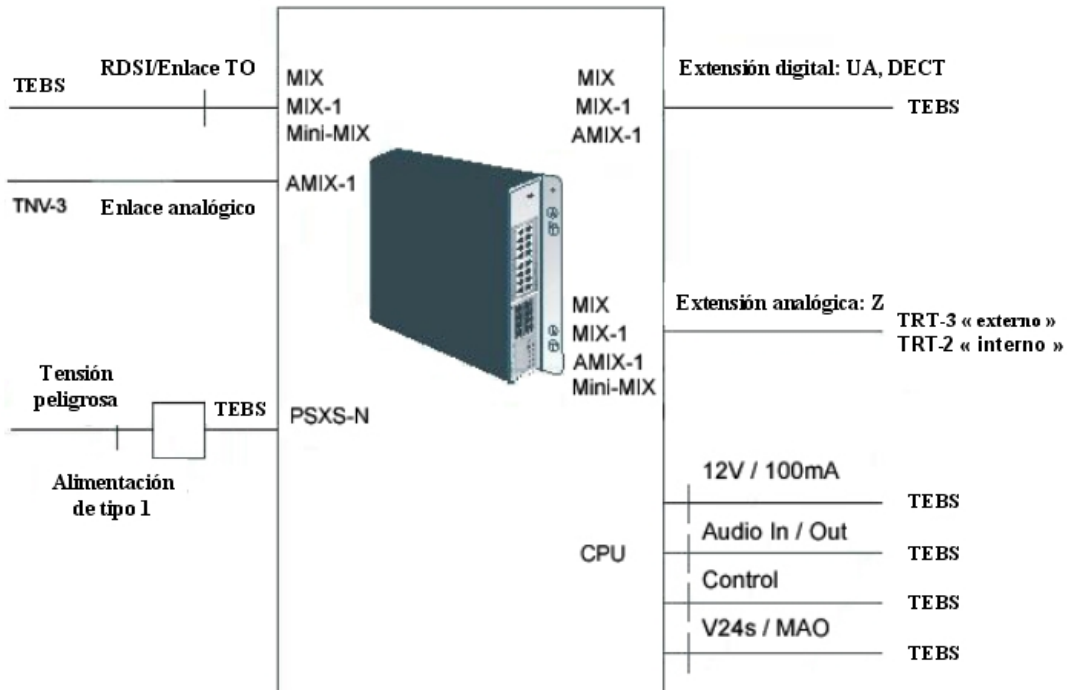 RDSI/Enlace TO
TEBS
MIX
MIX-1
Mini-MIX
AMIX-1
TNV-3
Enlace analógico
Tensión
peligrosa
TEBS
PSXS-N
Alimentación
de tipo 1
MIX
MIX-1
AMIX-1
Extensión digital: UA, DECT
TEBS
MIX
MIX-1
AMIX-1
Mini-MIX
Extensión analógica: Z
TRT-3 « externo »
TRT-2 « interno »
CPU
12V / 100mA
TEBS
Audio In / Out
TEBS
Control
TEBS
V24s / MAO
TEBS